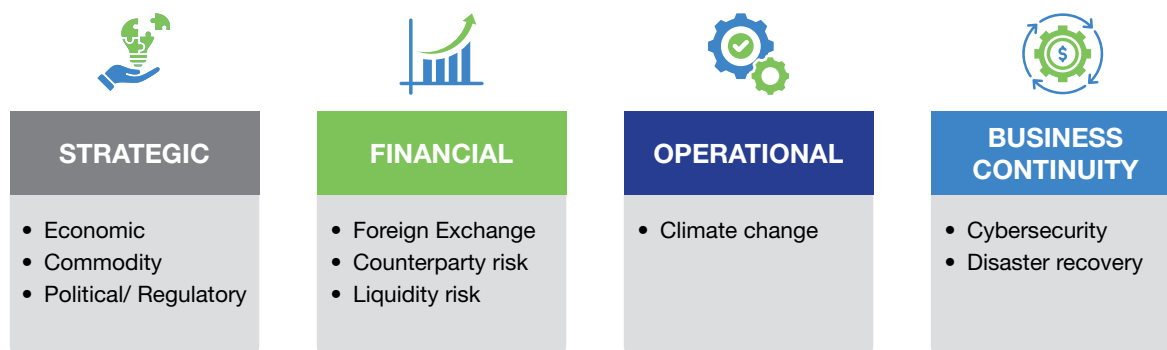 $
STRATEGIC
• Economic
• Commodity
• Political/ Regulatory
FINANCIAL
• Foreign Exchange
• Counterparty risk
• Liquidity risk
OPERATIONAL
• Climate change
BUSINESS
CONTINUITY
• Cybersecurity
• Disaster recovery